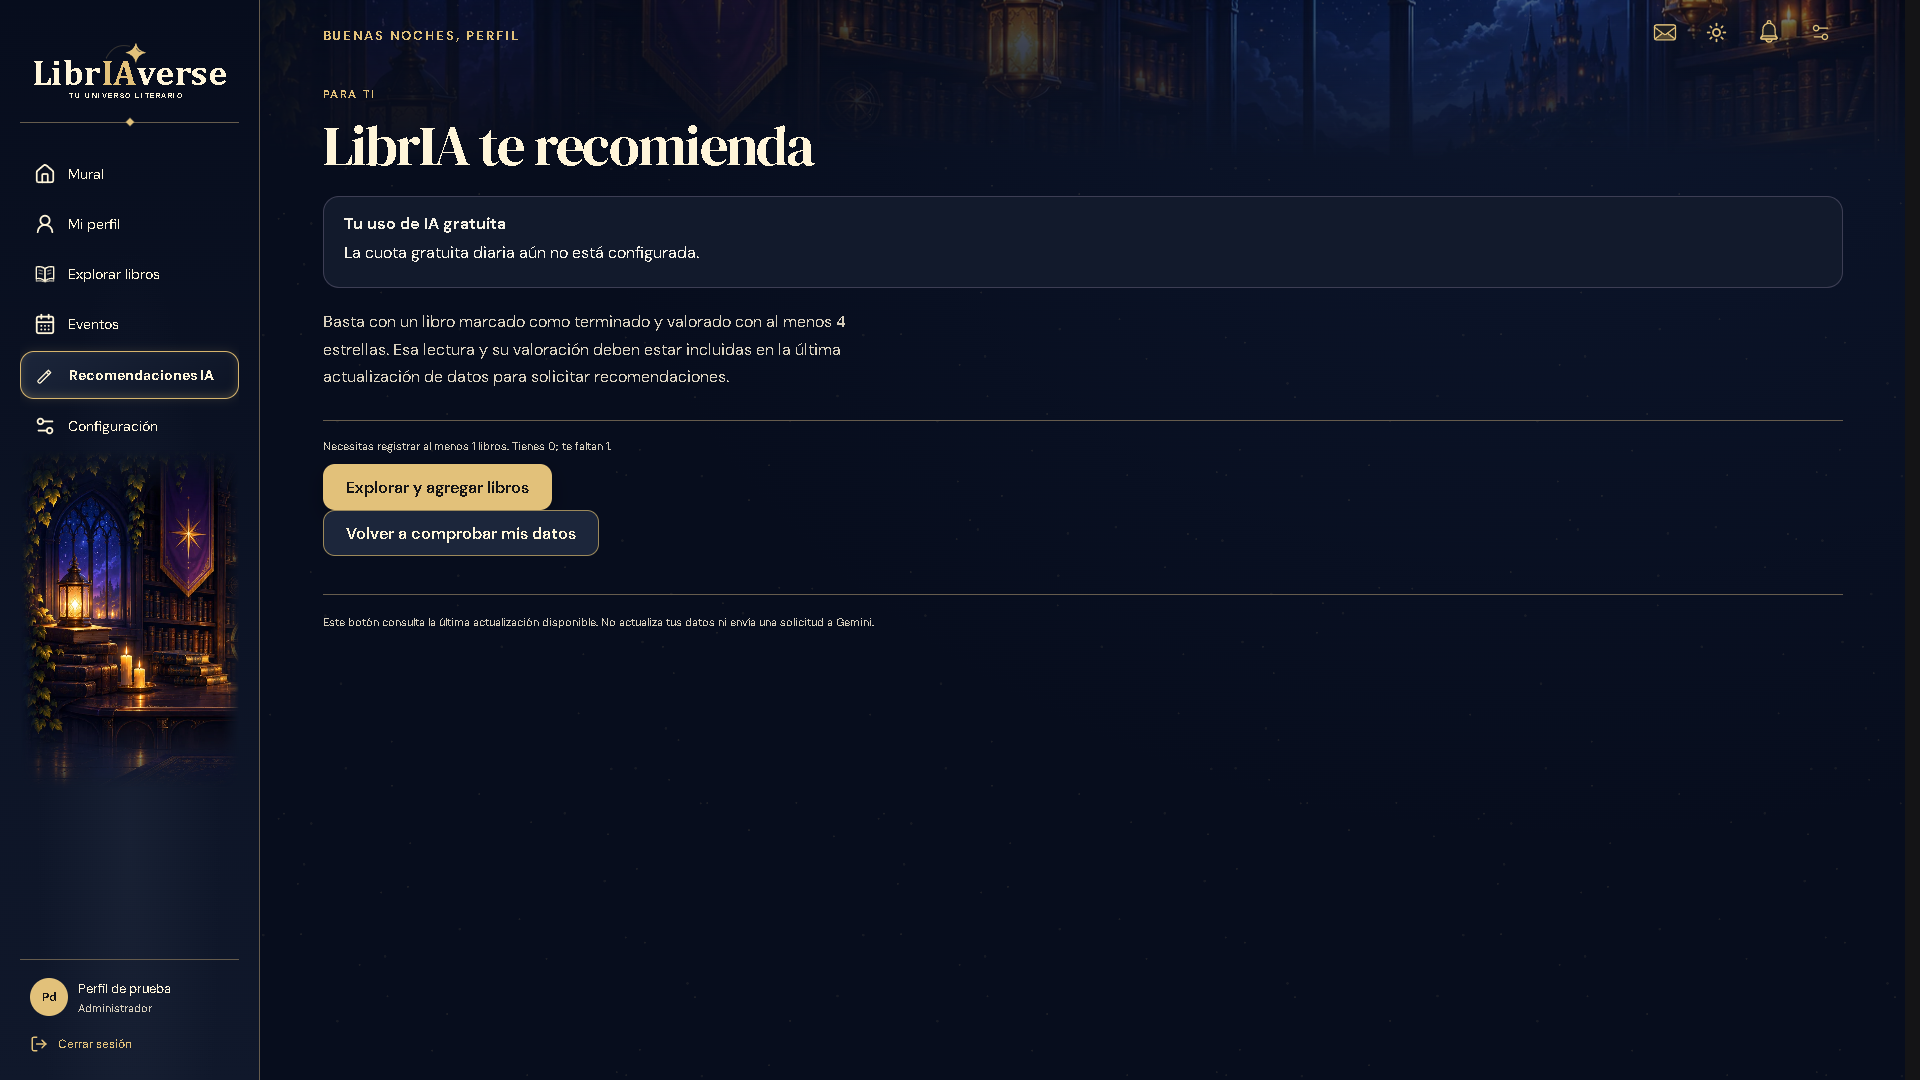 LibrIAverse
TU UNIVERSO LITERARIO
Mural
Mi perfil
Explorar libros
Eventos
Recomendaciones IA
Configuración
Pd
Perfil de prueba
Administrador
Cerrar sesión
BUENAS NOCHES, PERFIL
PARA TI
LibrIA te recomienda
Tu uso de IA gratuita
La cuota gratuita diaria aún no está configurada.
Basta con un libro marcado como terminado y valorado con al menos 4
estrellas. Esa lectura y su valoración deben estar incluidas en la última
actualización de datos para solicitar recomendaciones.
Necesitas registrar al menos 1 libros. Tienes 0; te faltan 1.
Explorar y agregar libros
Volver a comprobar mis datos
Este botón consulta la última actualización disponible. No actualiza tus datos ni envía una solicitud a Gemini.